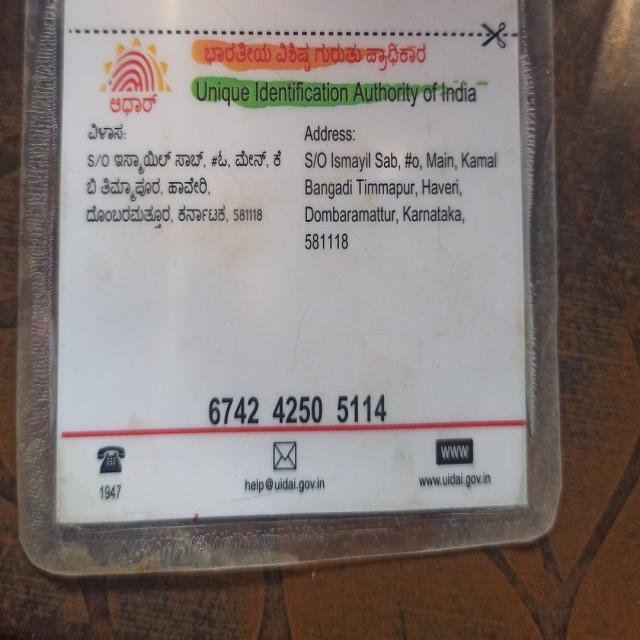 ಭಾರತೀಯ ವಿಶಿಷ್ಟ ಗುರುತು ಪ್ರಾಧಿಕಾರ
Unique Identification Authority of India
ಆಧಾರ್
ವಿಳಾಸ:
S/O ಇಸ್ಮಾಯಿಲ್ ಸಾಬ್, #ಓ, ಮೇನ್, ಕೆ
ಬಿ ತಿಮ್ಮಾಪೂರ, ಹಾವೇರಿ,
ದೊಂಬರಮತ್ತೂರ, ಕರ್ನಾಟಕ, 581118
Address:
S/O Ismayil Sab, #o, Main, Kamal
Bangadi Timmapur, Haveri,
Dombaramattur, Karnataka,
581118
6742 4250 5114
1947
help@uidai.gov.in
WWW
www.uidai.gov.in